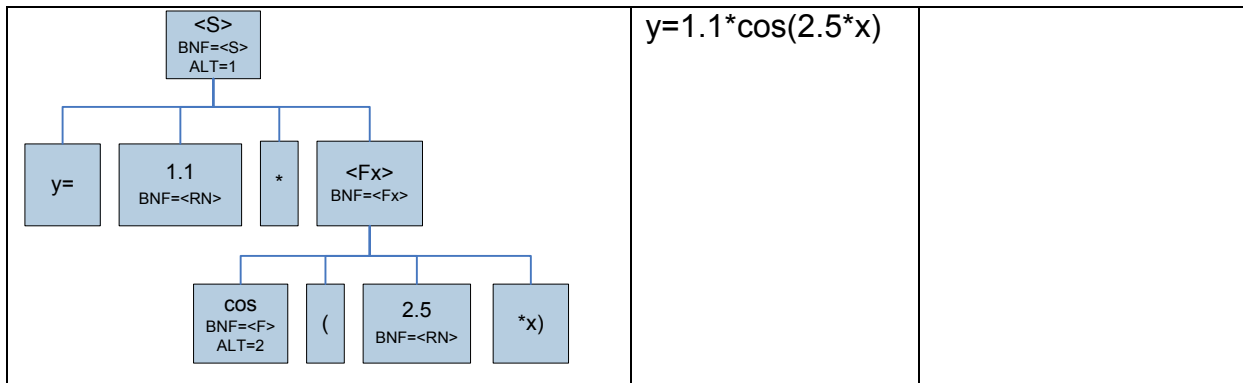 <S>
BNF=<S>
ALT=1
y=
1.1
BNF=<RN>
*
<Fx>
BNF=<Fx>
cos
BNF=<F>
ALT=2
(
2.5
BNF=<RN>
*x)
y=1.1*cos(2.5*x)